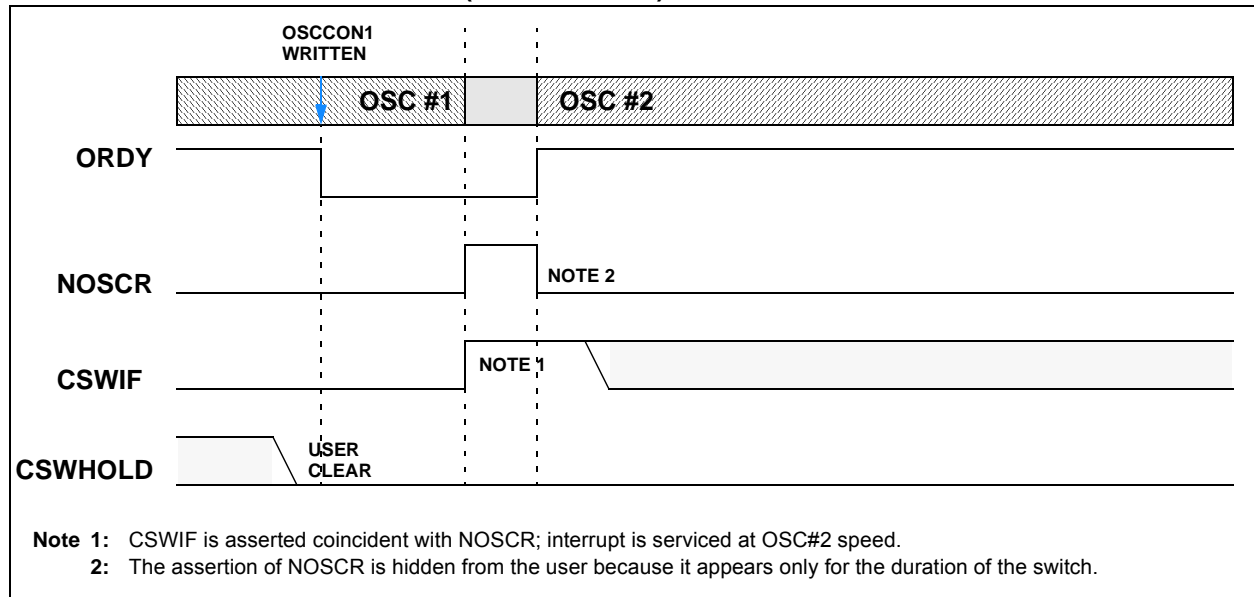 OSCCON1
WRITTEN
OSC #1
OSC #2
ORDY
NOSCR
NOTE 2
CSWIF
NOTE 1
CSWHOLD
USER
CLEAR
Note 1: CSWIF is asserted coincident with NOSCR; interrupt is serviced at OSC#2 speed.
2: The assertion of NOSCR is hidden from the user because it appears only for the duration of the switch.